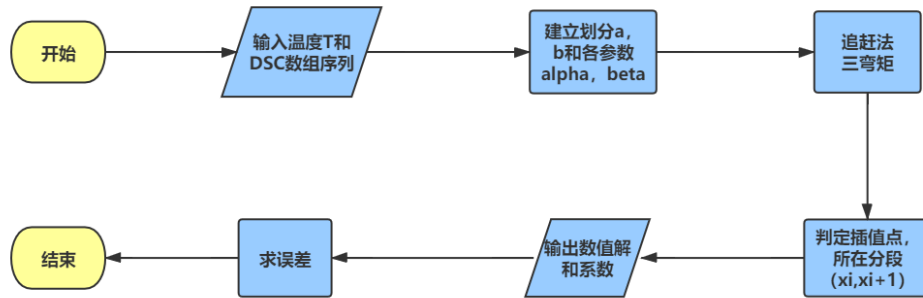 开始
输入温度T和
DSC数组序列
建立划分a，
b和各参数
alpha，beta
追赶法
三弯矩
判定插值点，
所在分段
（xi,xi+1）
输出数值解
和系数
求误差
结束